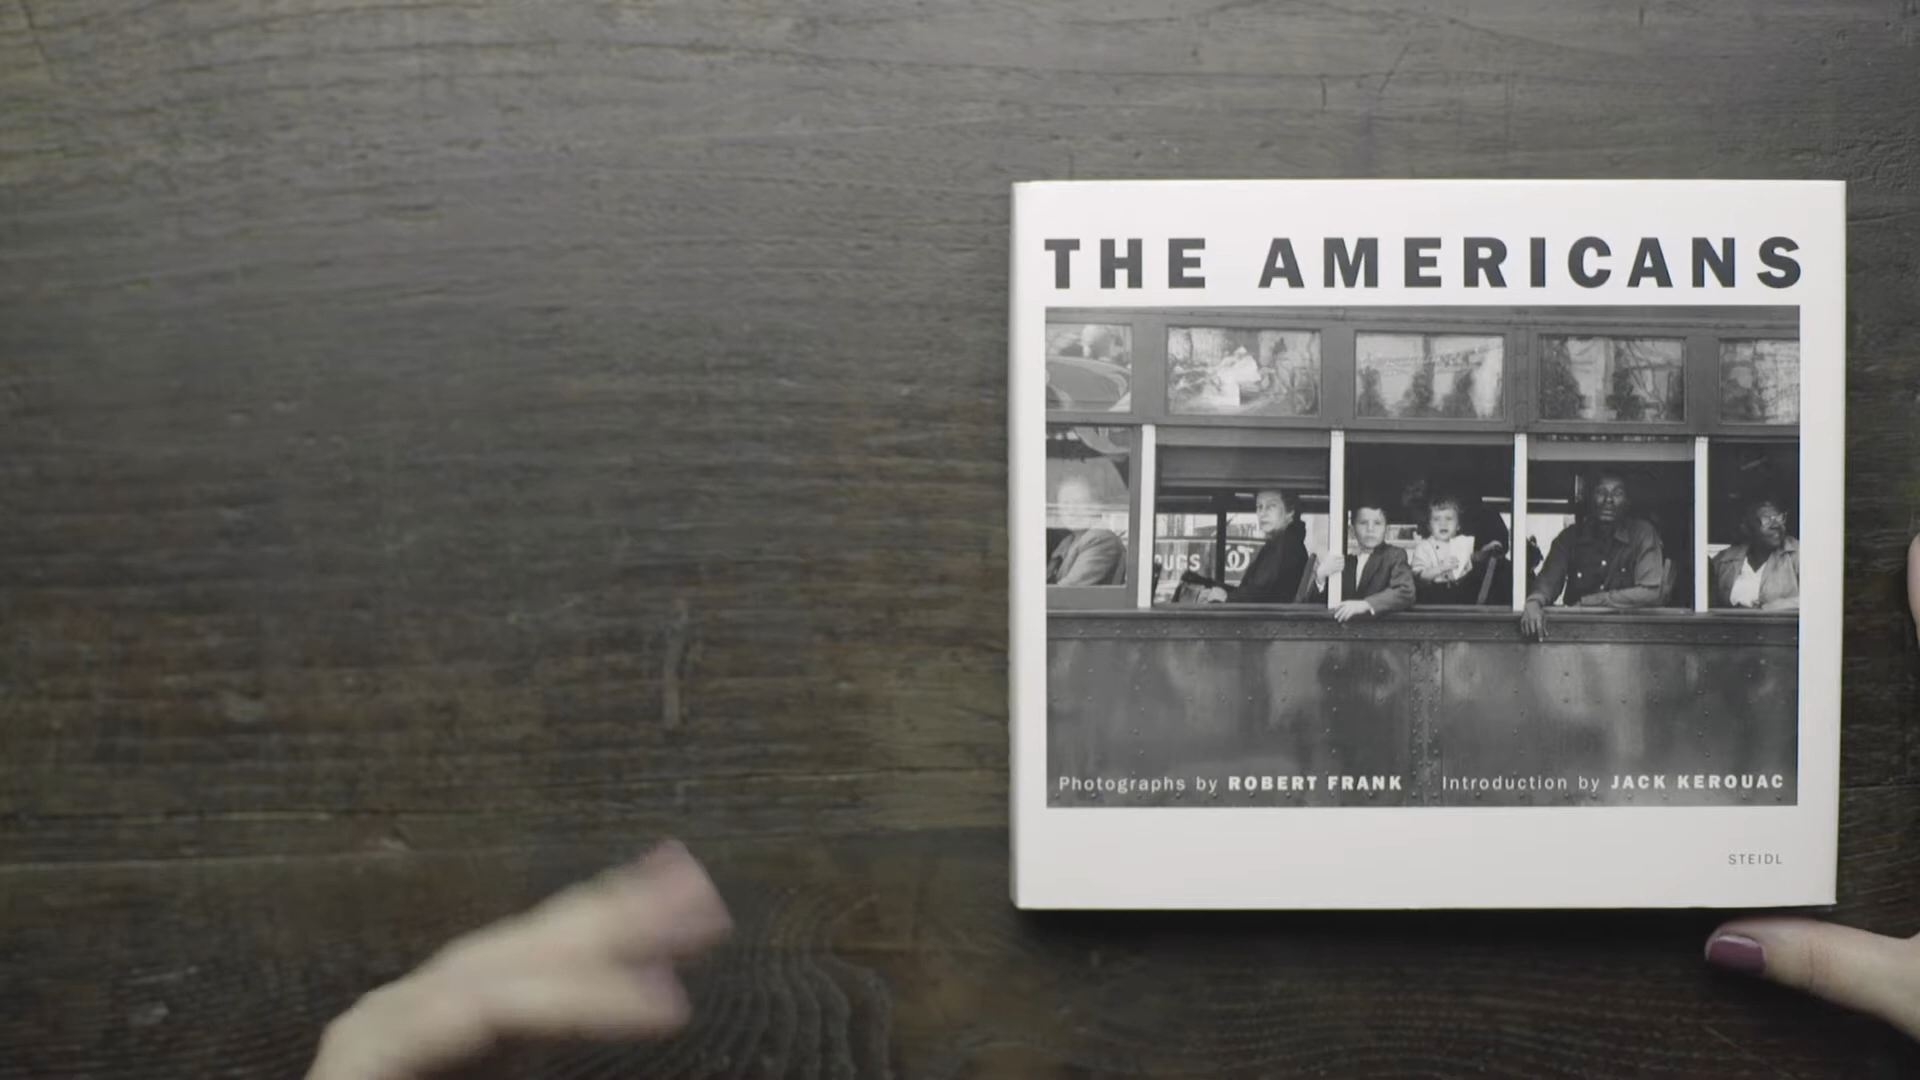 THE AMERICANS
Photographs by ROBERT FRANK Introduction by JACK KEROUAC
STEIDL